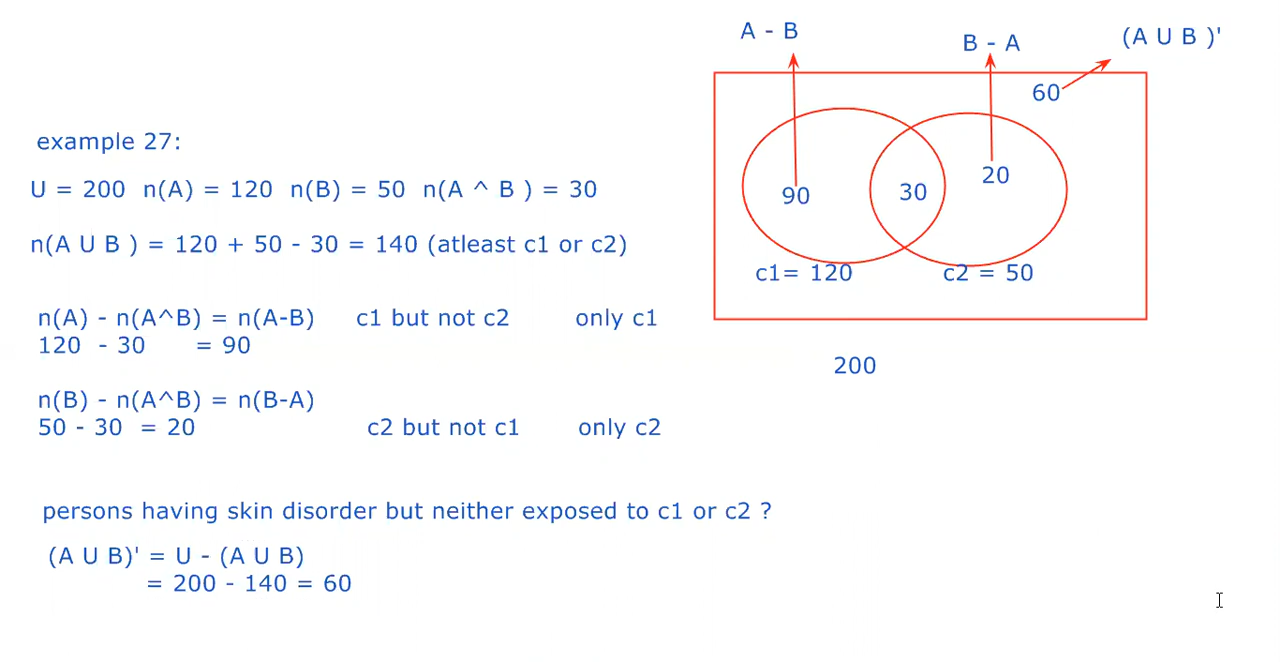 example 27:
U = 200 n(A) = 120 n(B) = 50 n(A ^ B ) = 30
n(A U B ) = 120 + 50 - 30 = 140 (atleast c1 or c2)
n(A) - n(A^B) = n(A-B) c1 but not c2 only c1
120 - 30 = 90
n(B) - n(A^B) = n(B-A)
50 - 30 = 20 c2 but not c1 only c2
persons having skin disorder but neither exposed to c1 or c2 ?
(A U B)' = U - (A U B)
= 200 - 140 = 60
A - B
B - A
(A U B )'
60
90
30
20
c1= 120
c2 = 50
200